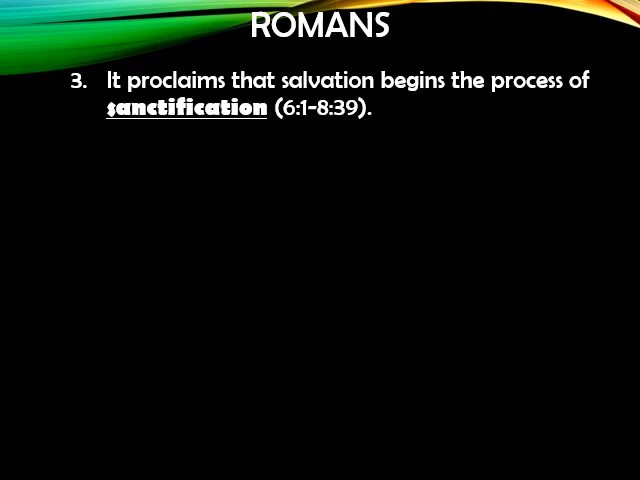 ROMANS
3. It proclaims that salvation begins the process of
sanctification (6:1-8:39).